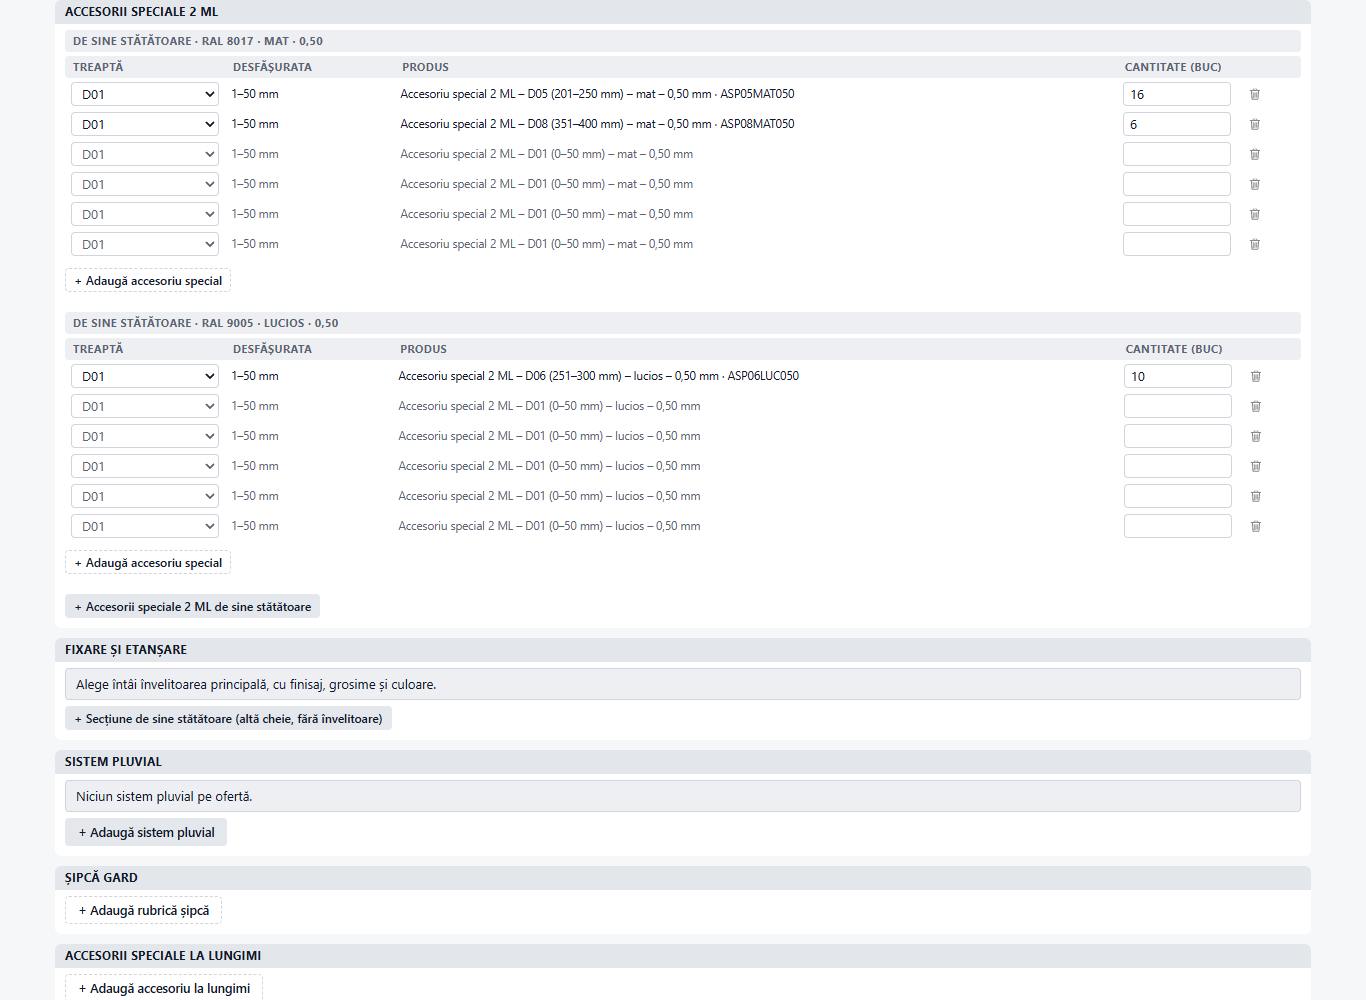 ACCESORII SPECIALE 2 ML
DE SINE STĂTĂTOARE · RAL 8017 · MAT · 0,50
TREAPTĂ DESFĂȘURATA PRODUS CANTITATE (BUC)
D01 1–50 mm Accesoriu special 2 ML – D05 (201–250 mm) – mat – 0,50 mm · ASP05MAT050 16
D01 1–50 mm Accesoriu special 2 ML – D08 (351–400 mm) – mat – 0,50 mm · ASP08MAT050 6
D01 1–50 mm Accesoriu special 2 ML – D01 (0–50 mm) – mat – 0,50 mm
D01 1–50 mm Accesoriu special 2 ML – D01 (0–50 mm) – mat – 0,50 mm
D01 1–50 mm Accesoriu special 2 ML – D01 (0–50 mm) – mat – 0,50 mm
D01 1–50 mm Accesoriu special 2 ML – D01 (0–50 mm) – mat – 0,50 mm
+ Adaugă accesoriu special
DE SINE STĂTĂTOARE · RAL 9005 · LUCIOS · 0,50
TREAPTĂ DESFĂȘURATA PRODUS CANTITATE (BUC)
D01 1–50 mm Accesoriu special 2 ML – D06 (251–300 mm) – lucios – 0,50 mm · ASP06LUC050 10
D01 1–50 mm Accesoriu special 2 ML – D01 (0–50 mm) – lucios – 0,50 mm
D01 1–50 mm Accesoriu special 2 ML – D01 (0–50 mm) – lucios – 0,50 mm
D01 1–50 mm Accesoriu special 2 ML – D01 (0–50 mm) – lucios – 0,50 mm
D01 1–50 mm Accesoriu special 2 ML – D01 (0–50 mm) – lucios – 0,50 mm
D01 1–50 mm Accesoriu special 2 ML – D01 (0–50 mm) – lucios – 0,50 mm
+ Adaugă accesoriu special
+ Accesorii speciale 2 ML de sine stătătoare
FIXARE ȘI ETANȘARE
Alege întâi învelitoarea principală, cu finisaj, grosime și culoare.
+ Secțiune de sine stătătoare (altă cheie, fără învelitoare)
SISTEM PLUVIAL
Niciun sistem pluvial pe ofertă.
+ Adaugă sistem pluvial
ȘIPCĂ GARD
+ Adaugă rubrică șipcă
ACCESORII SPECIALE LA LUNGIMI
+ Adaugă accesoriu la lungimi